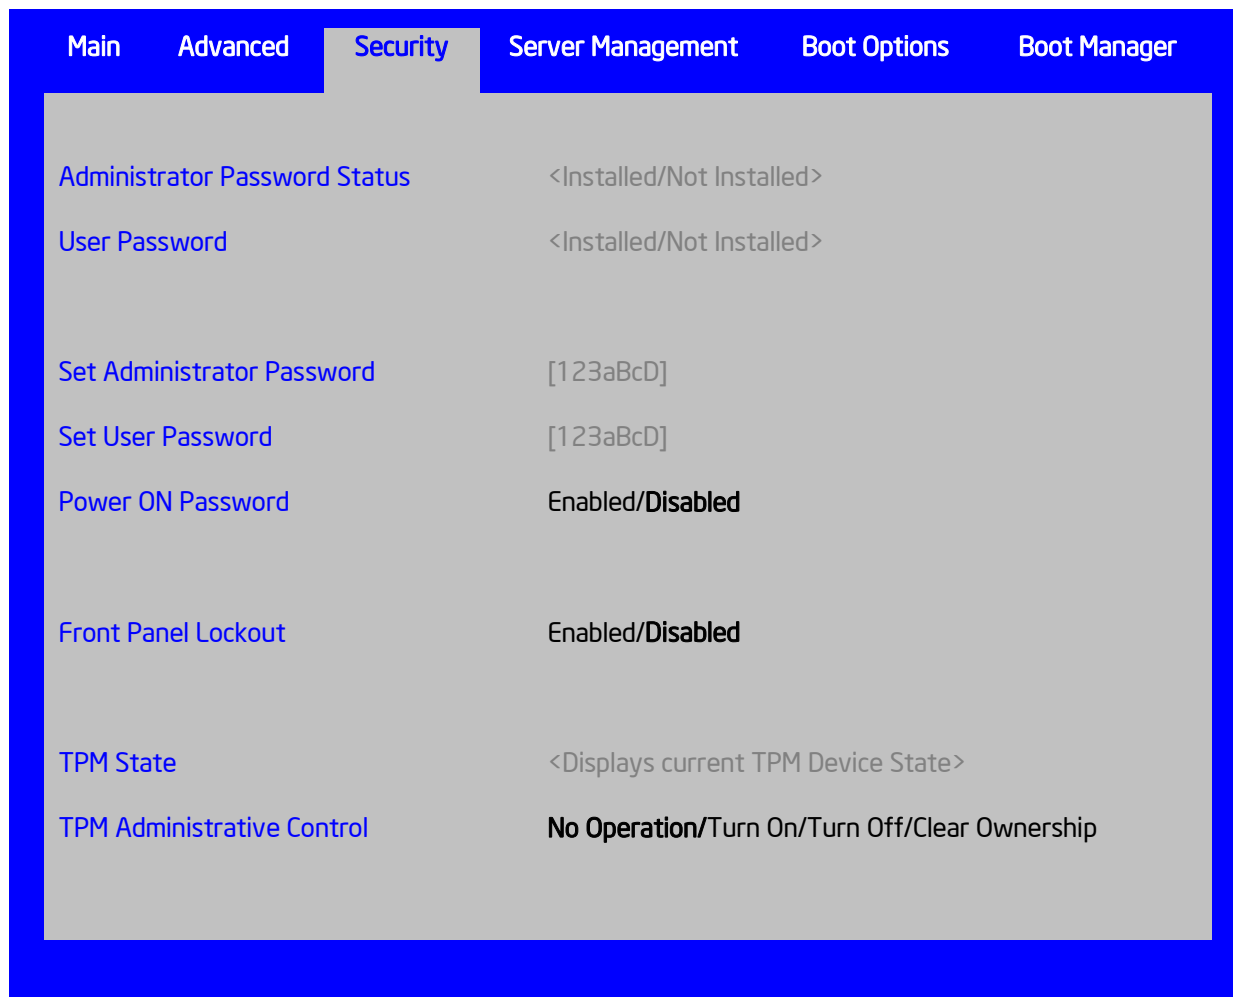 Main Advanced Security Server Management Boot Options Boot Manager
Administrator Password Status <Installed/Not Installed>
User Password <Installed/Not Installed>
Set Administrator Password [123aBcD]
Set User Password [123aBcD]
Power ON Password Enabled/Disabled
Front Panel Lockout Enabled/Disabled
TPM State <Displays current TPM Device State>
TPM Administrative Control No Operation/Turn On/Turn Off/Clear Ownership